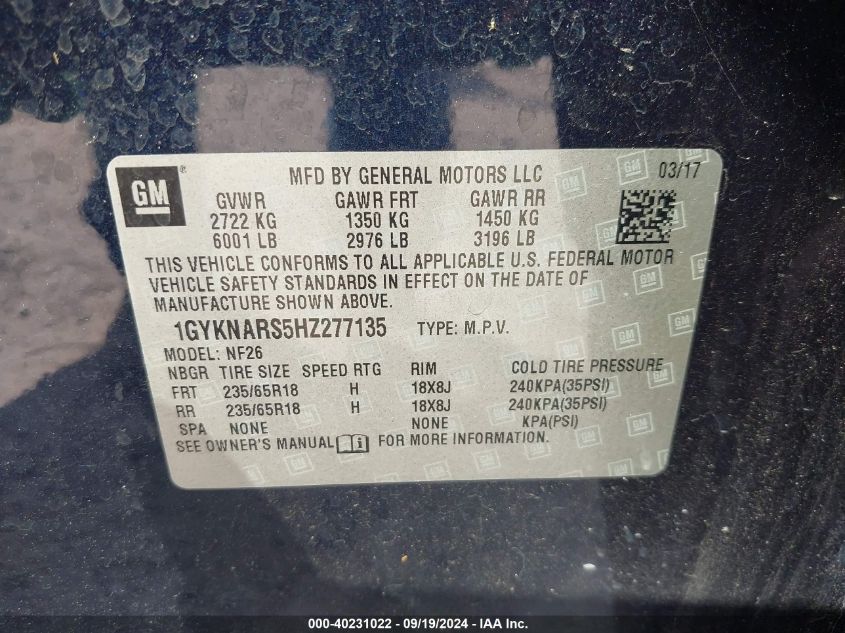 GM
®
MFD BY GENERAL MOTORS LLC 03/17
GVWR GAWR FRT GAWR RR
2722 KG 1350 KG 1450 KG
6001 LB 2976 LB 3196 LB
THIS VEHICLE CONFORMS TO ALL APPLICABLE U.S. FEDERAL MOTOR
VEHICLE SAFETY STANDARDS IN EFFECT ON THE DATE OF
MANUFACTURE SHOWN ABOVE.
1GYKNARS5HZ277135 TYPE: M.P.V.
MODEL: NF26
NBGR TIRE SIZE SPEED RTG RIM COLD TIRE PRESSURE
FRT 235/65R18 H 18X8J 240KPA(35PSI)
RR 235/65R18 H 18X8J 240KPA(35PSI)
SPA NONE NONE KPA(PSI)
SEE OWNER'S MANUAL FOR MORE INFORMATION.
000-40231022 - 09/19/2024 - IAA Inc.